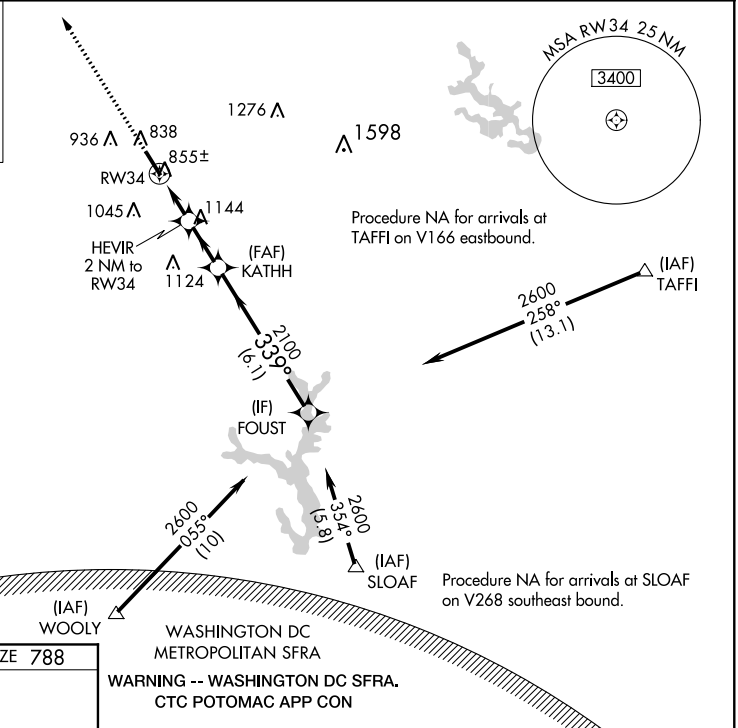 MSA RW34 25 NM
3400
1276
1598
936
838
855±
RW34
1045
1144
HEVIR
2 NM to
RW34
1124
(FAF)
KATHH
Procedure NA for arrivals at
TAFFI on V166 eastbound.
(IAF)
TAFFI
2600
258°
(13.1)
2100
339°
(6.1)
(IF)
FOUST
2600
055°
(10)
2600
354°
(5.8)
(IAF)
SLOAF
Procedure NA for arrivals at SLOAF
on V268 southeast bound.
(IAF)
WOOLY
WASHINGTON DC
METROPOLITAN SFRA
ZE 788
WARNING -- WASHINGTON DC SFRA.
CTC POTOMAC APP CON